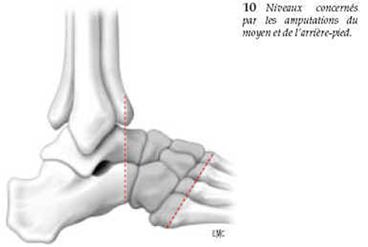 10 Niveaux concernés
par les amputations du
moyen et de l'arrière-pied.
EMC